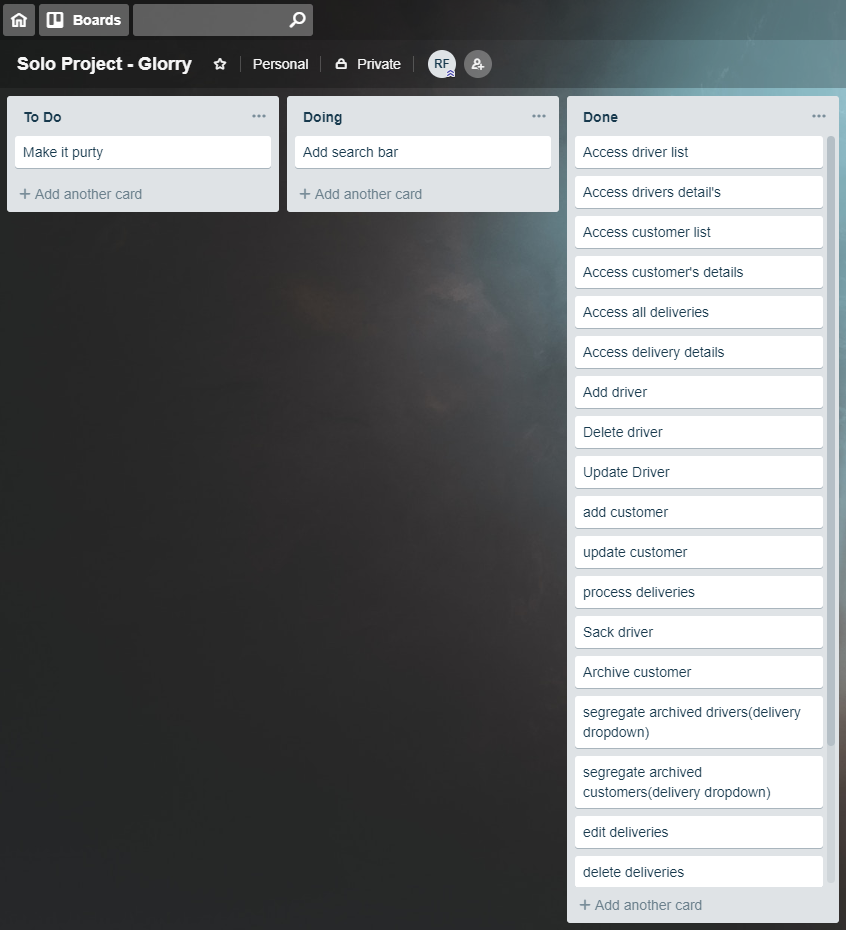 Boards
Solo Project - Glorry
Personal
Private
RF
To Do
Make it purty
+ Add another card
Doing
Add search bar
+ Add another card
Done
Access driver list
Access drivers detail's
Access customer list
Access customer's details
Access all deliveries
Access delivery details
Add driver
Delete driver
Update Driver
add customer
update customer
process deliveries
Sack driver
Archive customer
segregate archived drivers(delivery
dropdown)
segregate archived
customers(delivery dropdown)
edit deliveries
delete deliveries
+ Add another card